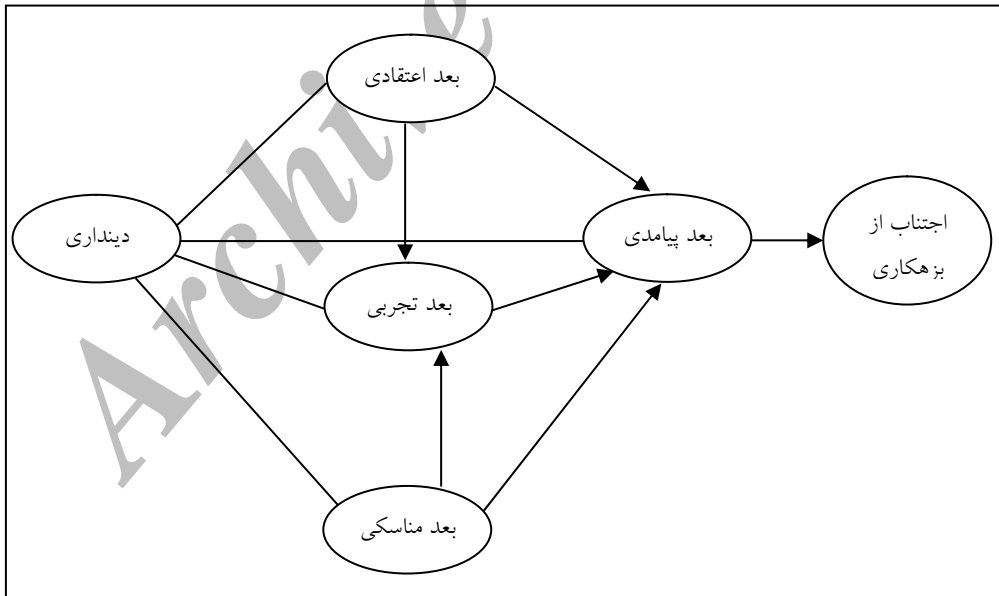 بعد اعتقادی
دینداری
بعد پیامدی
اجتناب از
بزهکاری
بعد تجربی
بعد مناسکی
Archive